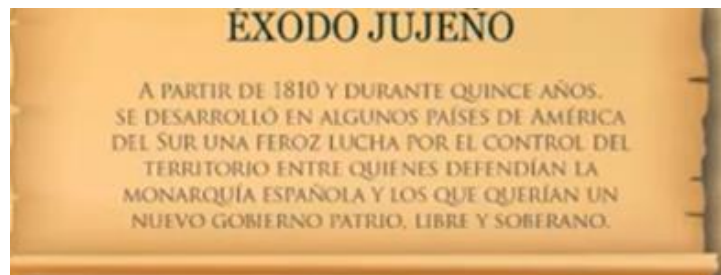 ÉXODO JUJEÑO
A PARTIR DE 1810 Y DURANTE QUINCE AÑOS.
SE DESARROLLÓ EN ALGUNOS PAÍSES DE AMÉRICA
DEL SUR UNA FEROZ LUCHA POR EL CONTROL DEL
TERRITORIO ENTRE QUIENES DEFENDÍAN LA
MONARQUÍA ESPAÑOLA Y LOS QUE QUERÍAN UN
NUEVO GOBIERNO PATRIO, LIBRE Y SOBERANO.